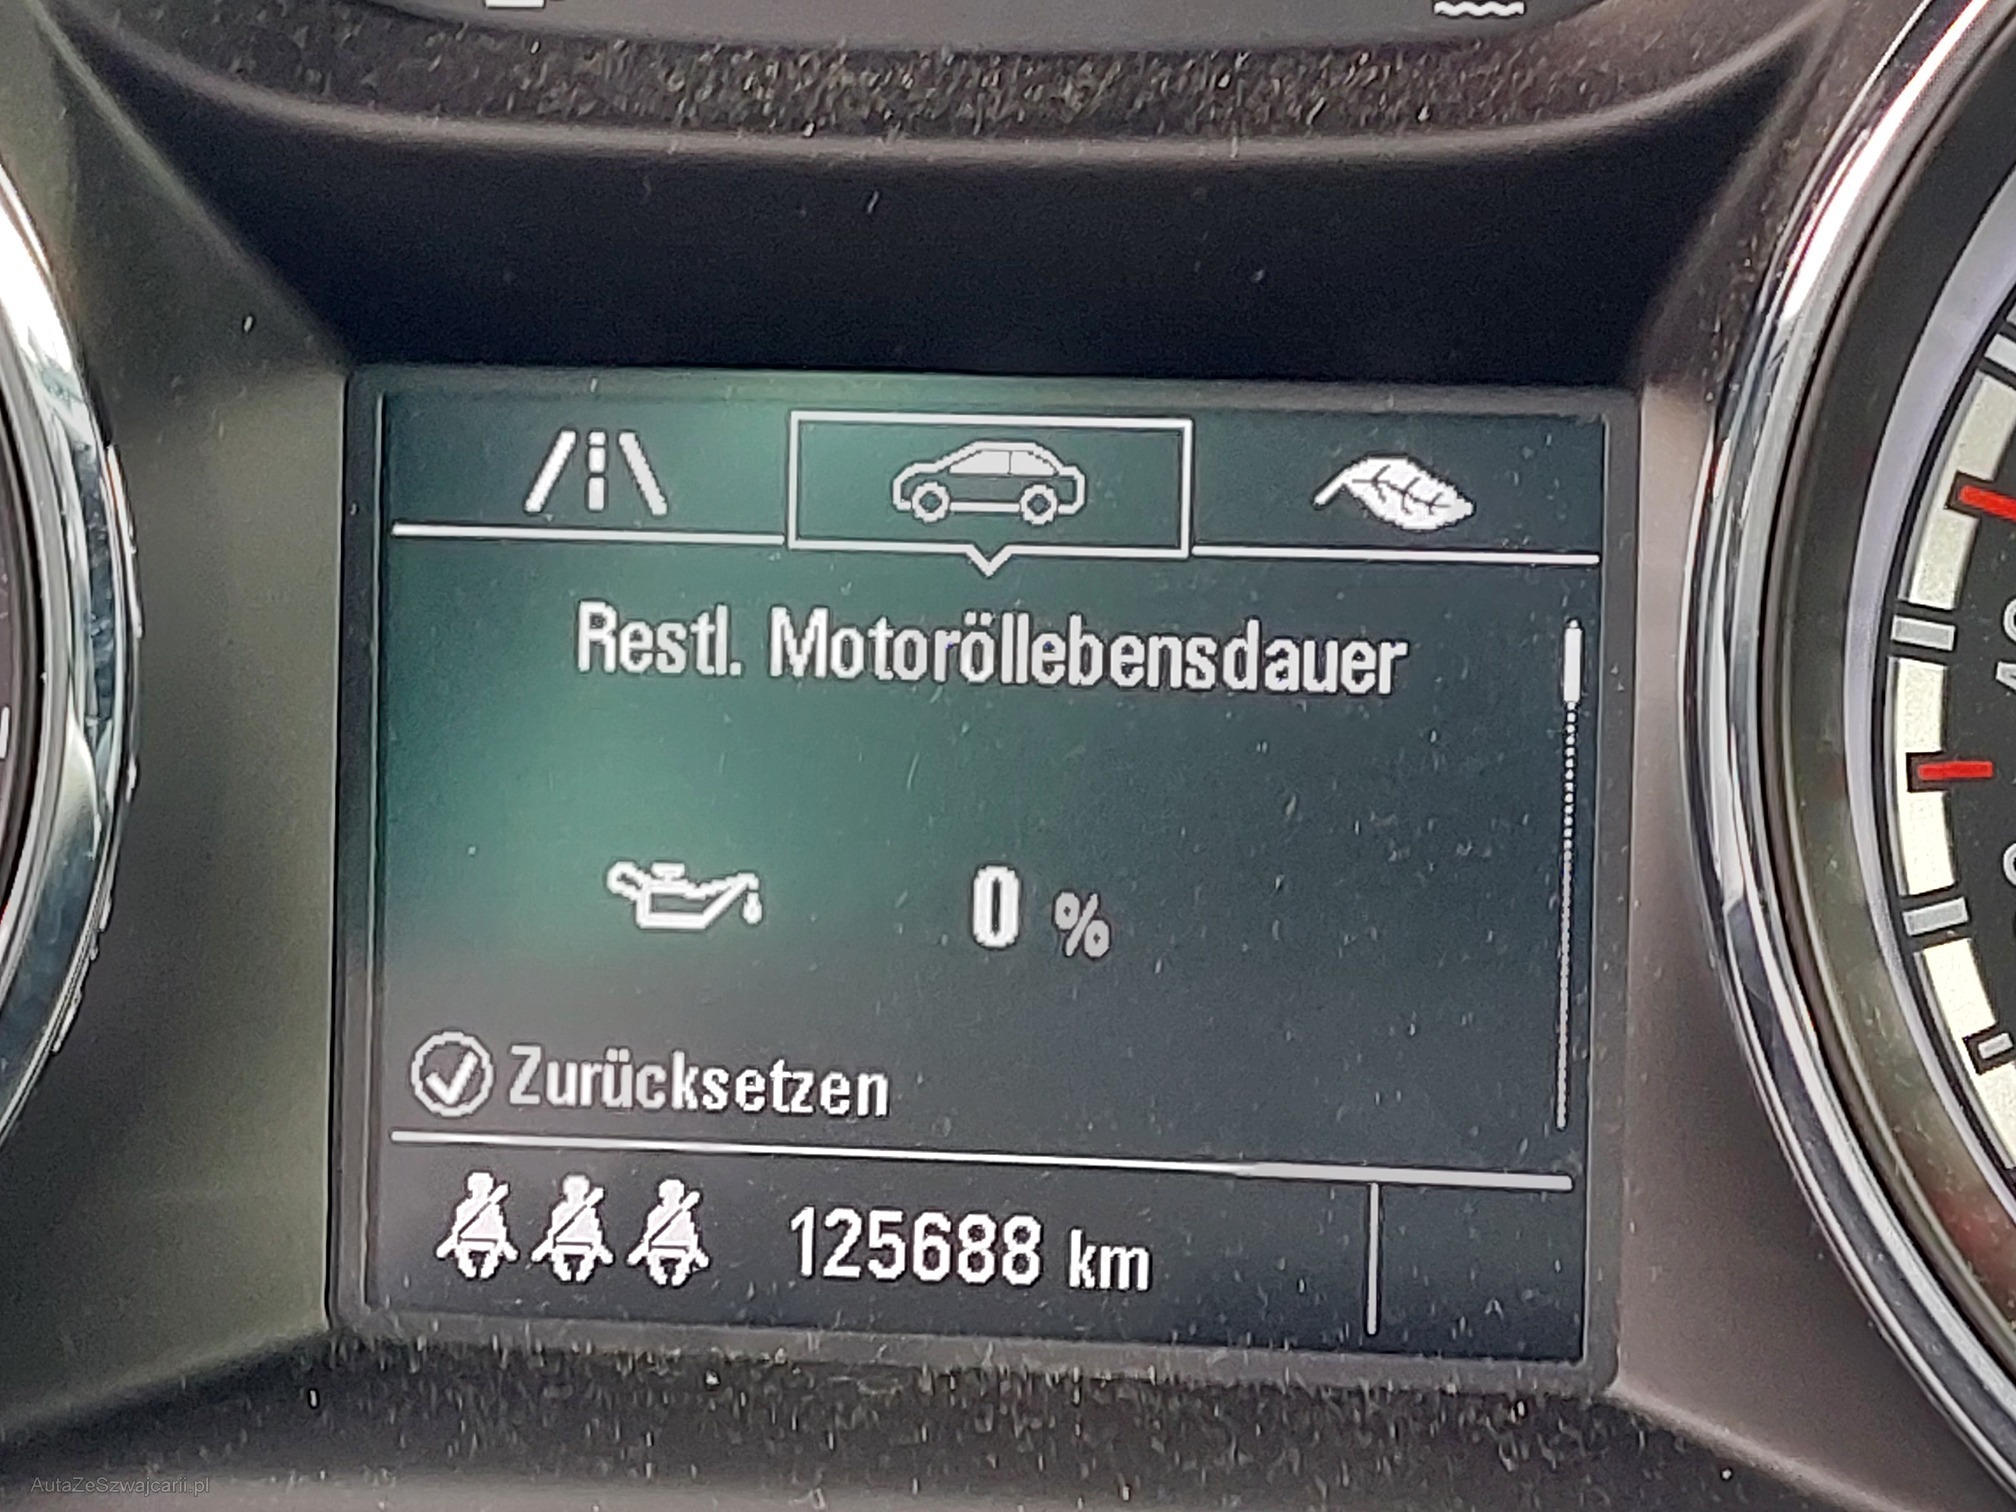 Restl. Motoröllebensdauer
0 %
Zurücksetzen
125688 km
AutaZeSzwajcarii.pl